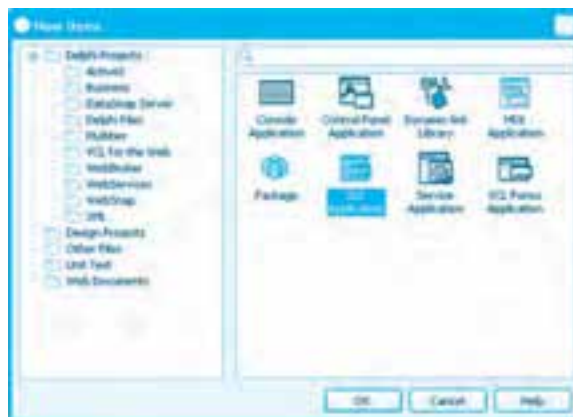 New Items
Delphi Projects
ActiveX
Business
DataSnap Server
Delphi Files
VCL for the Web
WebBroker
WebServices
WebSnap
XML
Design Projects
Other Files
Unit Test
Web Documents
Console
Application
Control Panel
Application
Dynamic-link
Library
MDI
Application
Package
Application
Service
Application
VCL Forms
Application
OK
Cancel
Help